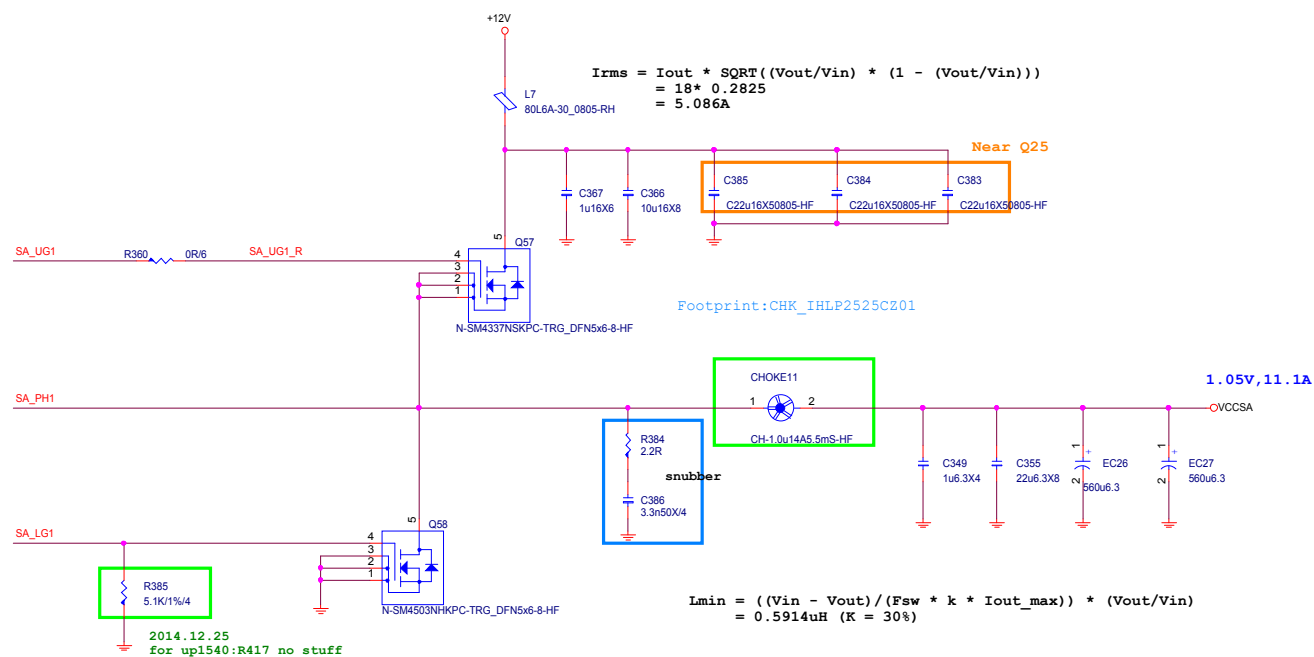 +12V
Irms = Iout * SQRT((Vout/Vin) * (1 - (Vout/Vin)))
= 18* 0.2825
= 5.086A
L7
80L6A-30_0805-RH
Near Q25
C367
1u16X6
C366
10u16X8
C385
C22u16X50805-HF
C384
C22u16X50805-HF
C383
C22u16X50805-HF
SA_UG1
R360
0R/6
SA_UG1_R
5
Q57
4
3
2
1
N-SM4337NSKPC-TRG_DFN5x6-8-HF
Footprint:CHK_IHLP2525CZ01
CHOKE11
1
2
CH-1.0u14A5.5mS-HF
1.05V,11.1A
VCCSA
SA_PH1
R384
2.2R
snubber
C386
3.3n50X/4
C349
1u6.3X4
C355
22u6.3X8
1
+
EC26
2
560u6.3
1
+
EC27
2
560u6.3
SA_LG1
5
Q58
4
3
2
1
N-SM4503NHKPC-TRG_DFN5x6-8-HF
R385
5.1K/1%/4
2014.12.25
for up1540:R417 no stuff
Lmin = ((Vin - Vout)/(Fsw * k * Iout_max)) * (Vout/Vin)
= 0.5914uH (K = 30%)